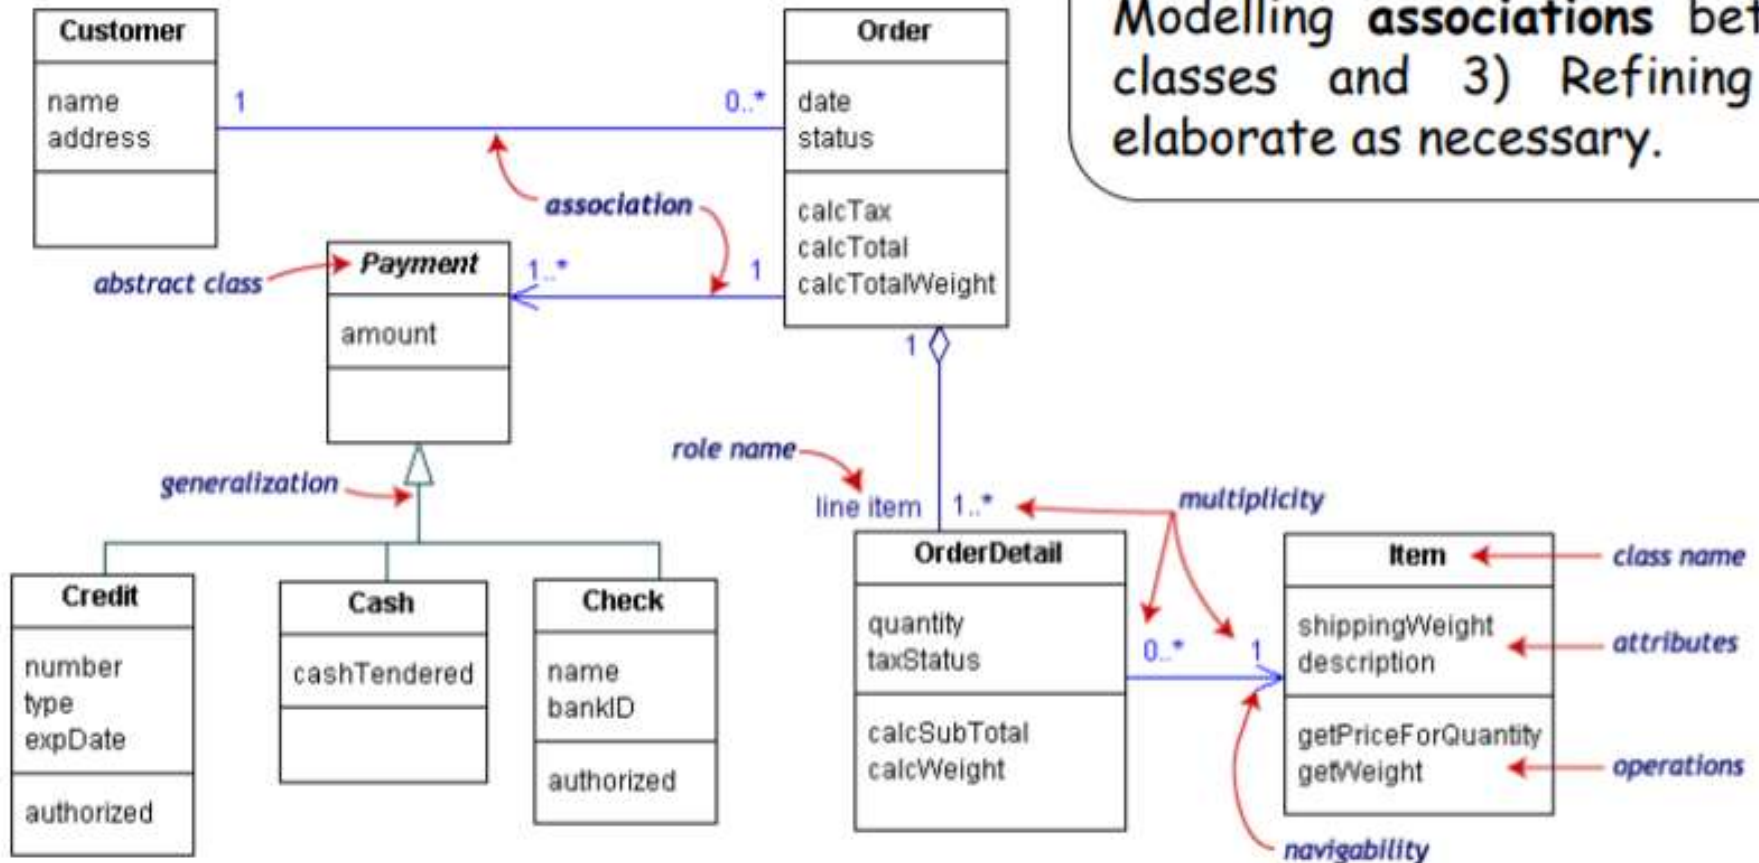 Modelling associations
classes and 3) Refining
elaborate as necessary.
Customer
name
address
1
0..*
Order
date
status
calcTax
calcTotal
calcTotalWeight
association
abstract class
Payment
amount
1..*
1
generalization
1
role name
line item
1..*
multiplicity
Credit
number
type
expDate
authorized
Cash
cashTendered
Check
name
bankID
authorized
OrderDetail
quantity
taxStatus
calcSubTotal
calcWeight
0..*
1
Item
shippingWeight
description
getPriceForQuantity
getWeight
class name
attributes
operations
navigability